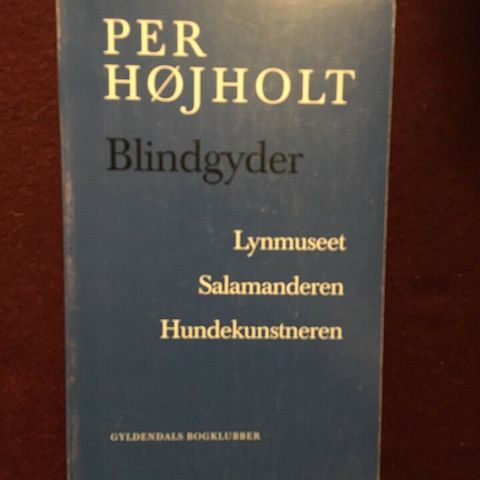 PER
HØJHOLT
Blindgyder
Lynmuseet
Salamanderen
Hundekunstneren
GYLDENDALS BOGKLUBBER